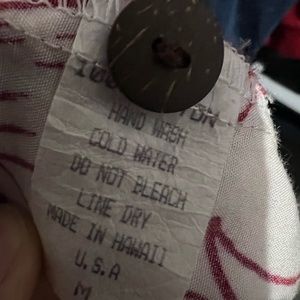 HAND WASH
COLD WATER
DO NOT BLEACH
LINE DRY
MADE IN HAWAII
U.S.A
M